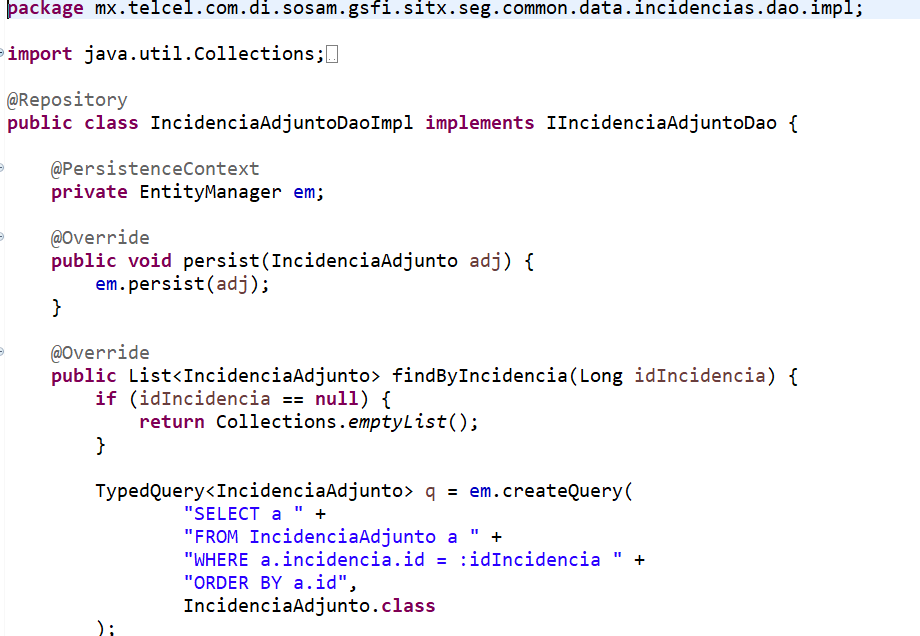 package mx.telcel.com.di.sosam.gsfi.sitx.seg.common.data.incidencias.dao.impl;
import java.util.Collections;
@Repository
public class IncidenciaAdjuntoDaoImpl implements IIncidenciaAdjuntoDao {
@PersistenceContext
private EntityManager em;
@Override
public void persist(IncidenciaAdjunto adj) {
em.persist(adj);
}
@Override
public List<IncidenciaAdjunto> findByIncidencia(Long idIncidencia) {
if (idIncidencia == null) {
return Collections.emptyList();
}
TypedQuery<IncidenciaAdjunto> q = em.createQuery(
"SELECT a " +
"FROM IncidenciaAdjunto a " +
"WHERE a.incidencia.id = :idIncidencia " +
"ORDER BY a.id",
IncidenciaAdjunto.class
);